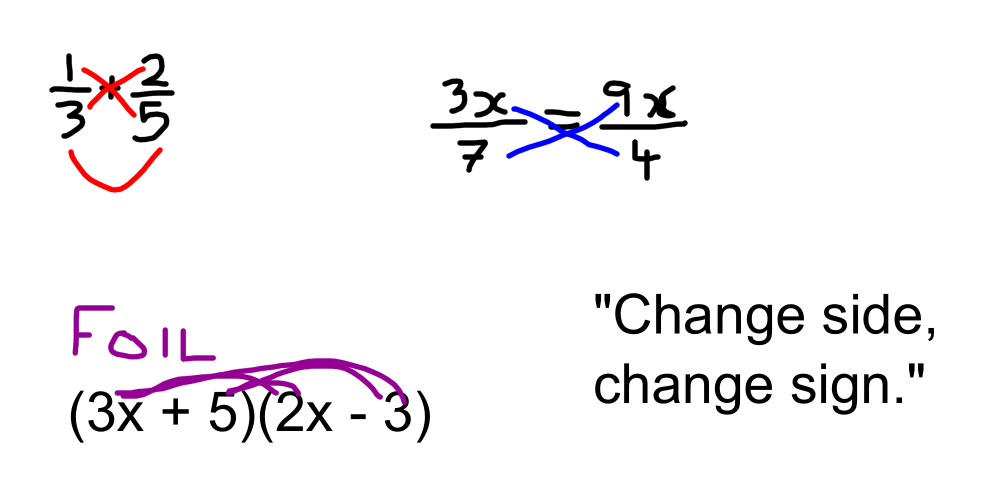 1/3 + 2/5
3x/7 = 9x/4
FOIL
(3x + 5)(2x - 3)
"Change side,
change sign."